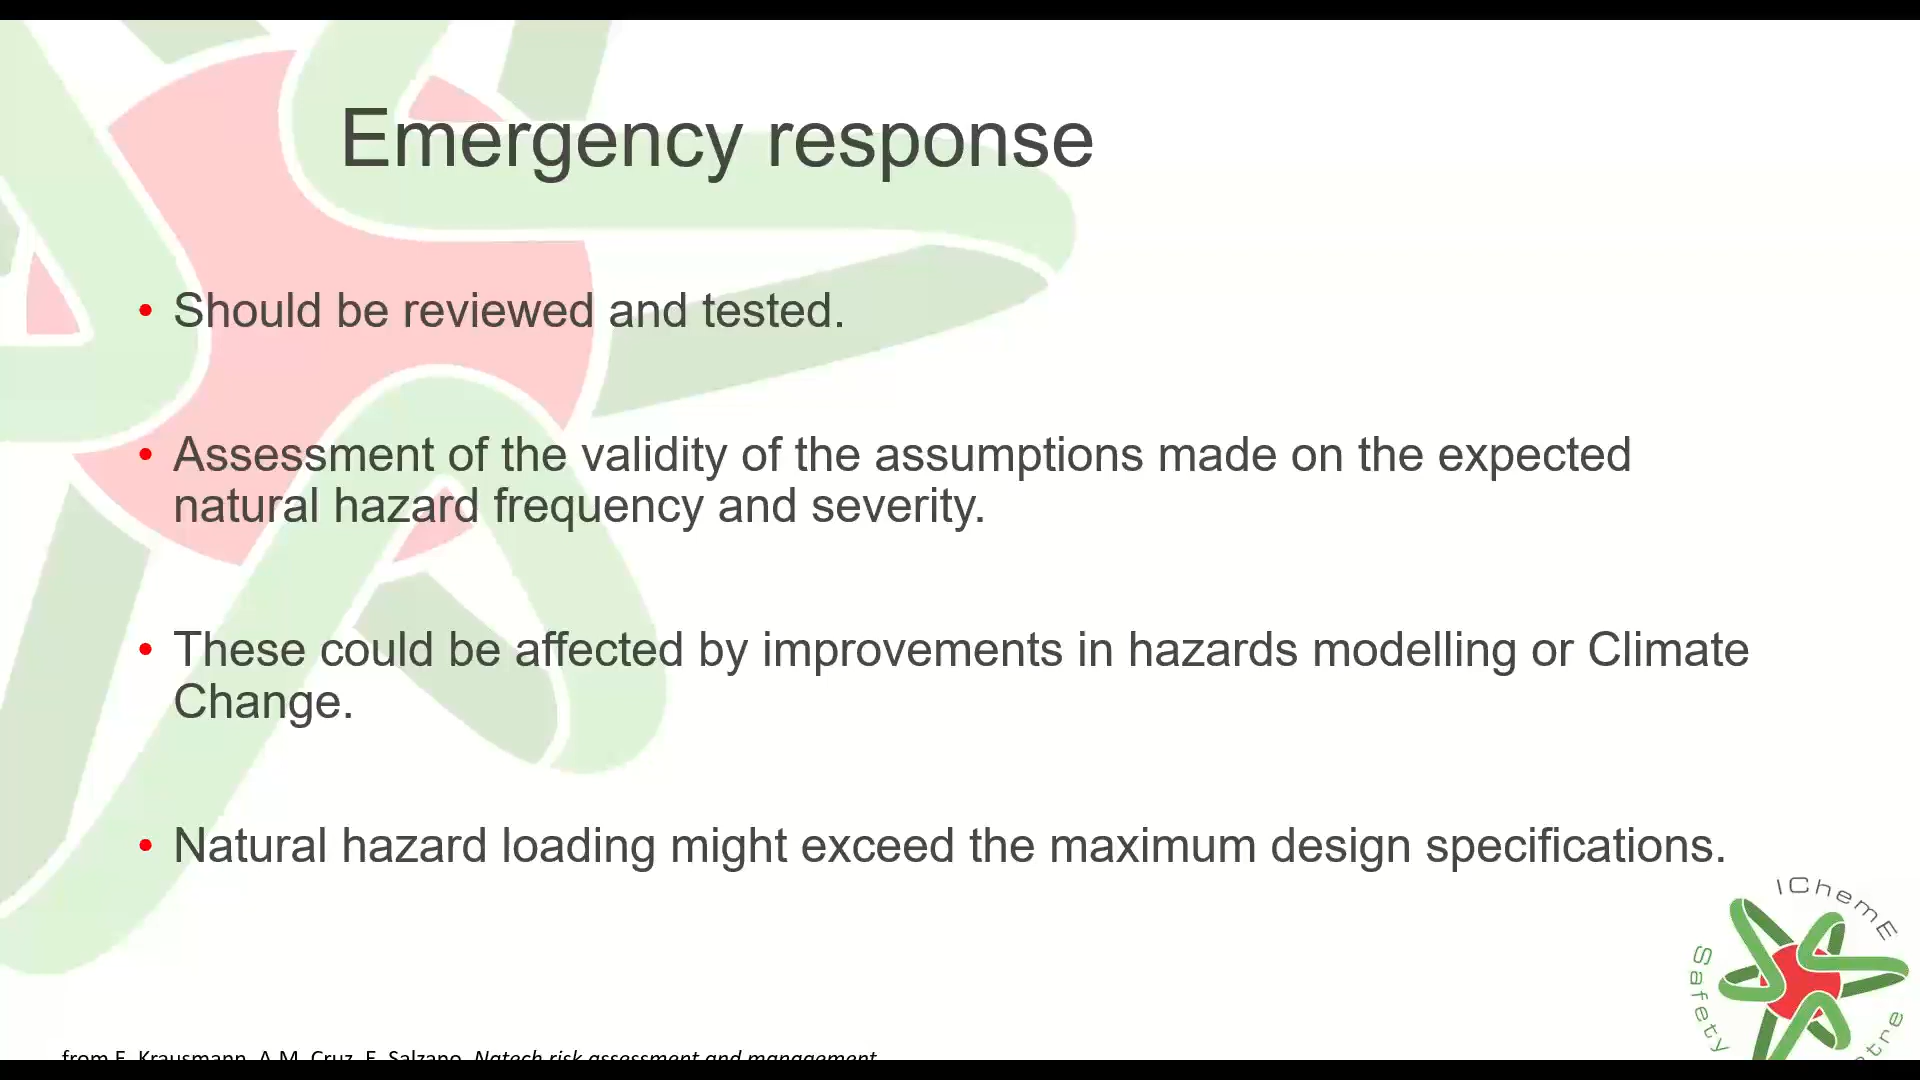 Emergency response
• Should be reviewed and tested.
• Assessment of the validity of the assumptions made on the expected
natural hazard frequency and severity.
• These could be affected by improvements in hazards modelling or Climate
Change.
• Natural hazard loading might exceed the maximum design specifications.
IChemE
Safety
from E. Krausmann, A.M. Cruz, E. Salzano, Natech risk assessment and management